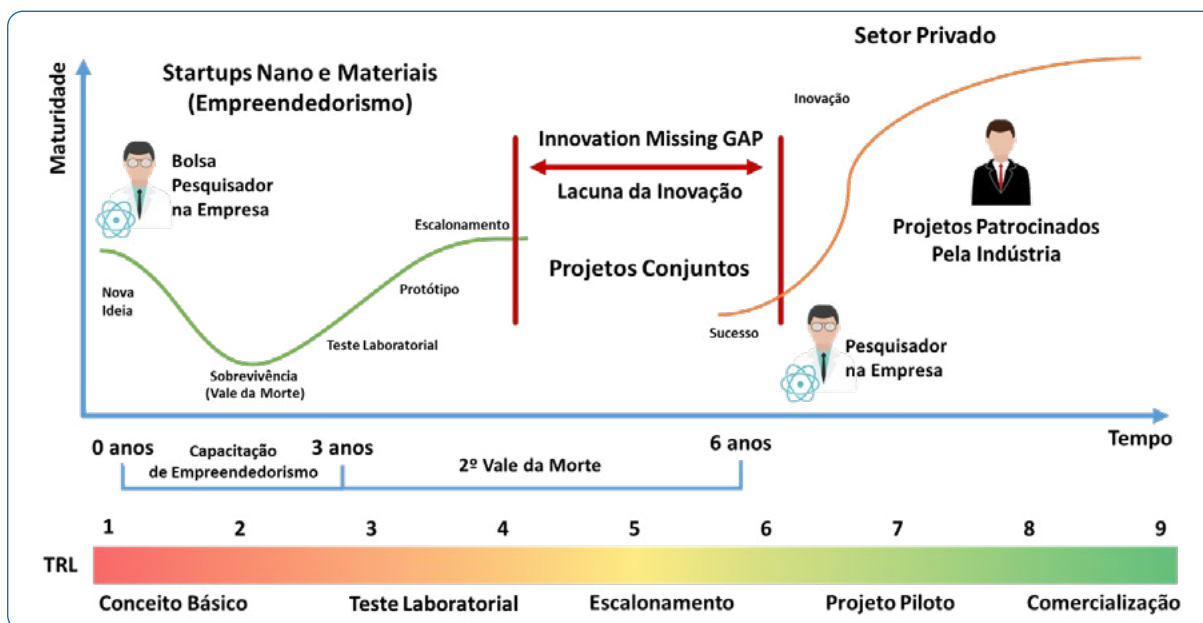 Setor Privado
Maturidade
Startups Nano e Materiais
(Empreendedorismo)
Bolsa
Pesquisador
na Empresa
Nova
Ideia
Sobrevivência
(Vale da Morte)
Teste Laboratorial
Protótipo
Escalonamento
Innovation Missing GAP
Lacuna da Inovação
Projetos Conjuntos
Inovação
Projetos Patrocinados
Pela Indústria
Sucesso
Pesquisador
na Empresa
Tempo
0 anos
Capacitação
de Empreendedorismo
3 anos
2º Vale da Morte
6 anos
1 2 3 4 5 6 7 8 9
TRL
Conceito Básico Teste Laboratorial Escalonamento Projeto Piloto Comercialização